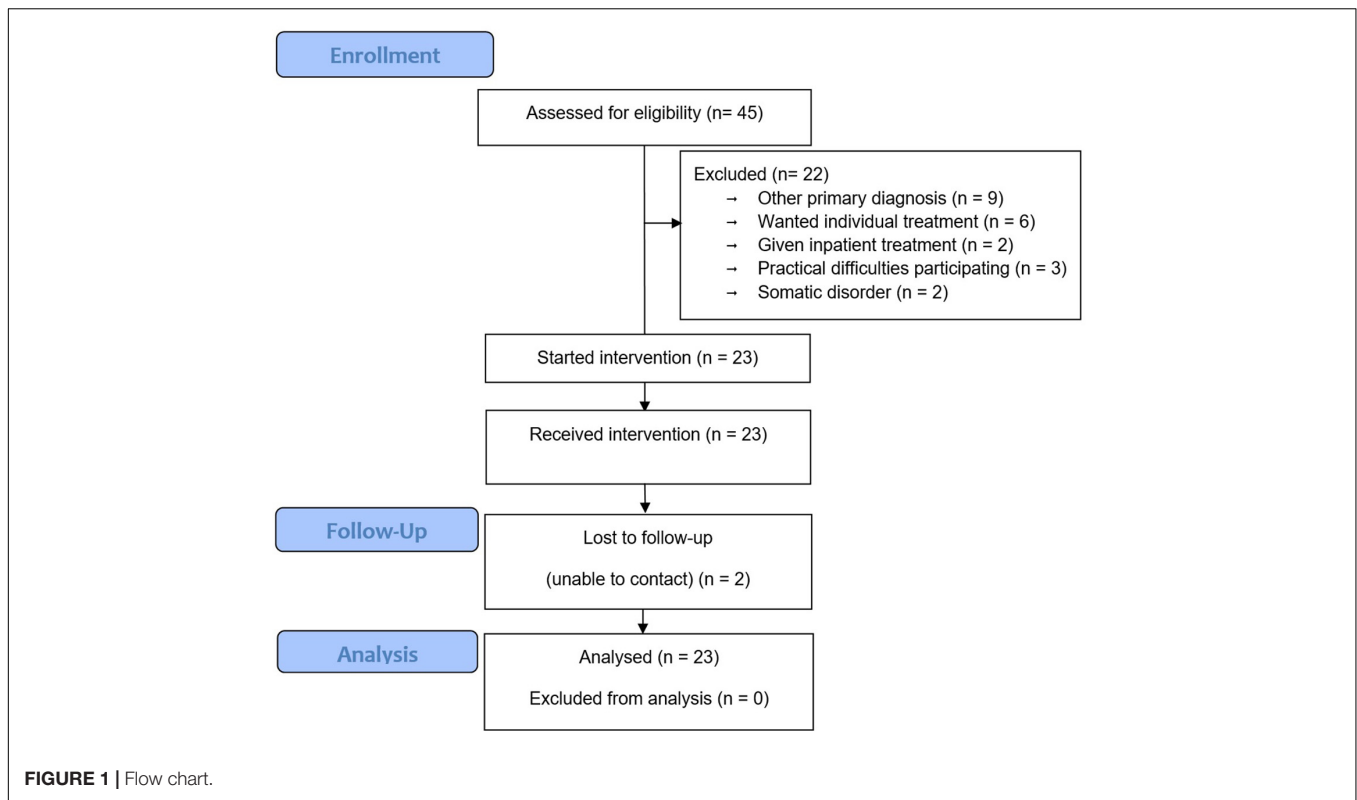 Enrollment
Assessed for eligibility (n= 45)
Excluded (n= 22)
→ Other primary diagnosis (n = 9)
→ Wanted individual treatment (n = 6)
→ Given inpatient treatment (n = 2)
→ Practical difficulties participating (n = 3)
→ Somatic disorder (n = 2)
Started intervention (n = 23)
Received intervention (n = 23)
Follow-Up
Lost to follow-up
(unable to contact) (n = 2)
Analysis
Analysed (n = 23)
Excluded from analysis (n = 0)
FIGURE 1 | Flow chart.